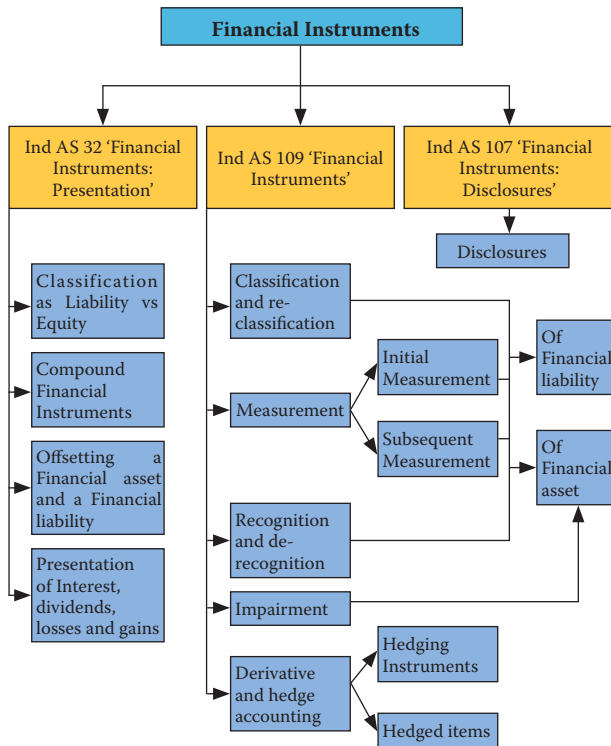 Financial Instruments
Ind AS 32 ‘Financial
Instruments:
Presentation’
Ind AS 109 ‘Financial
Instruments’
Ind AS 107 ‘Financial
Instruments:
Disclosures’
Disclosures
Classification
as Liability vs
Equity
Compound
Financial
Instruments
Offsetting a
Financial asset
and a Financial
liability
Presentation
of Interest,
dividends,
losses and gains
Classification
and re-
classification
Measurement
Initial
Measurement
Subsequent
Measurement
Recognition
and de-
recognition
Impairment
Derivative
and hedge
accounting
Hedging
Instruments
Hedged items
Of
Financial
liability
Of
Financial
asset